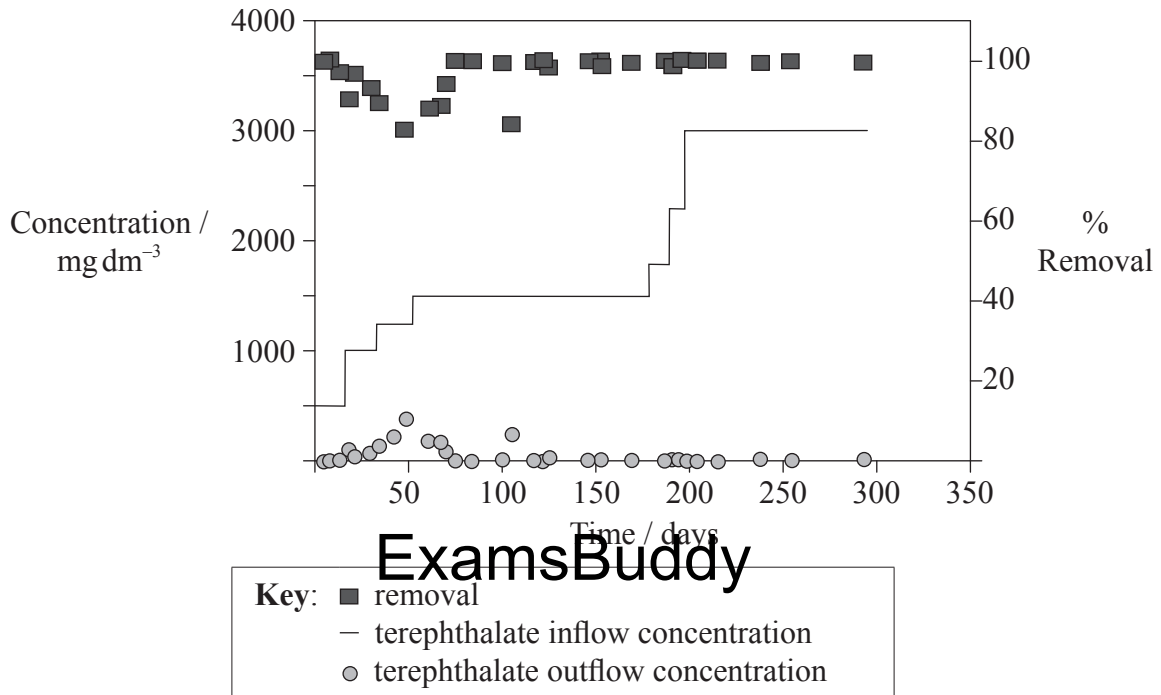 4000
3000
2000
1000
Concentration /
mg dm⁻³
100
80
60
40
20
%
Removal
50 100 150 200 250 300 350
Time / days
ExamsBuddy
Key: removal
terephthalate inflow concentration
terephthalate outflow concentration